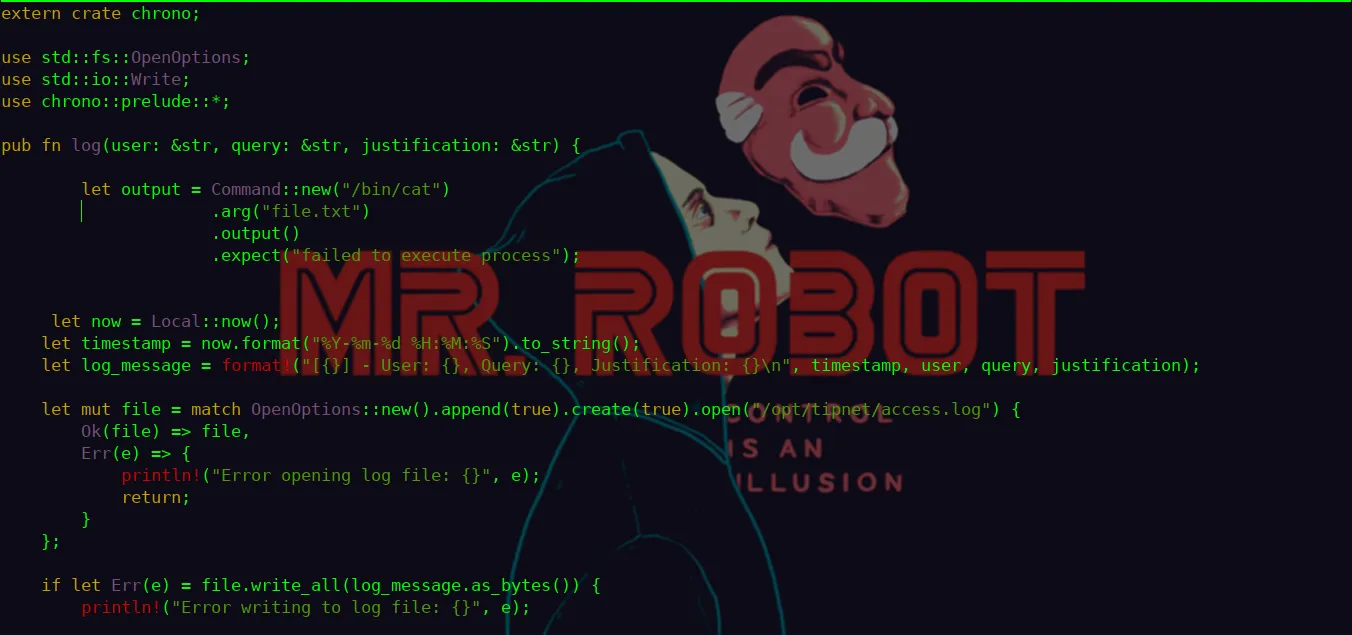 extern crate chrono;
use std::fs::OpenOptions;
use std::io::Write;
use chrono::prelude::*;
pub fn log(user: &str, query: &str, justification: &str) {
let output = Command::new("/bin/cat")
.arg("file.txt")
.output()
.expect("failed to execute process");
let now = Local::now();
let timestamp = now.format("%Y-%m-%d %H:%M:%S").to_string();
let log_message = format!("[{}] - User: {}, Query: {}, Justification: {}\n", timestamp, user, query, justification);
let mut file = match OpenOptions::new().append(true).create(true).open("/opt/tipnet/access.log") {
Ok(file) => file,
Err(e) => {
println!("Error opening log file: {}", e);
return;
}
};
if let Err(e) = file.write_all(log_message.as_bytes()) {
println!("Error writing to log file: {}", e);
MR. ROBOT
CONTROL
IS AN
ILLUSION